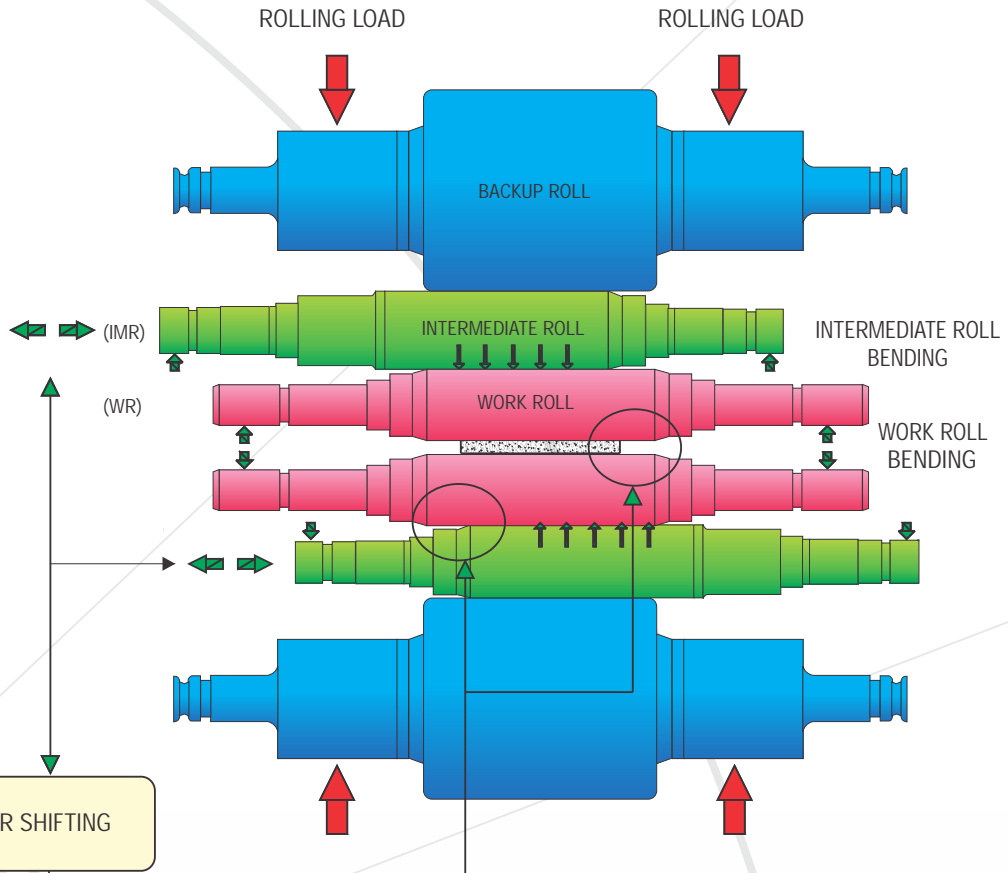 ROLLING LOAD
ROLLING LOAD
BACKUP ROLL
(IMR)
INTERMEDIATE ROLL
INTERMEDIATE ROLL
BENDING
(WR)
WORK ROLL
WORK ROLL
BENDING
R SHIFTING